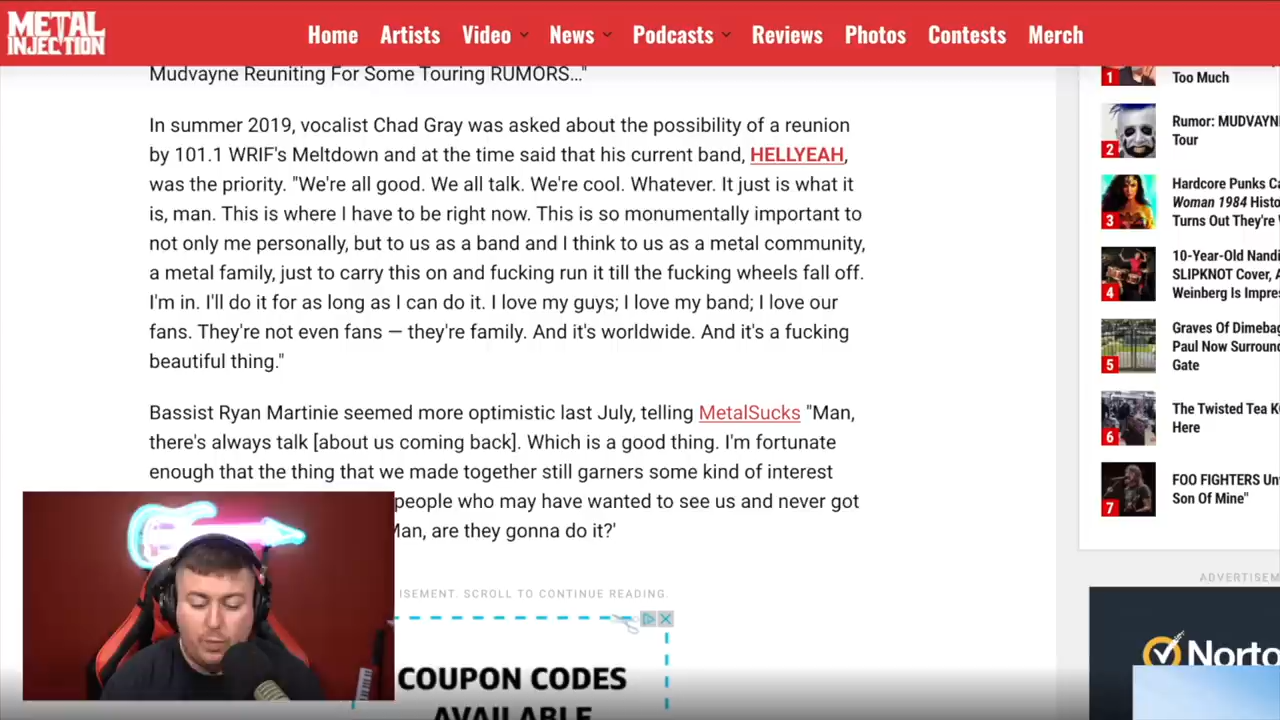 METAL
INJECTION
Home Artists Video News Podcasts Reviews Photos Contests Merch
Mudvayne Reuniting For Some Touring RUMORS…"
In summer 2019, vocalist Chad Gray was asked about the possibility of a reunion
by 101.1 WRIF's Meltdown and at the time said that his current band, HELLYEAH,
was the priority. "We're all good. We all talk. We're cool. Whatever. It just is what it
is, man. This is where I have to be right now. This is so monumentally important to
not only me personally, but to us as a band and I think to us as a metal community,
a metal family, just to carry this on and fucking run it till the fucking wheels fall off.
I'm in. I'll do it for as long as I can do it. I love my guys; I love my band; I love our
fans. They're not even fans — they're family. And it's worldwide. And it's a fucking
beautiful thing."
Bassist Ryan Martinie seemed more optimistic last July, telling MetalSucks "Man,
there's always talk [about us coming back]. Which is a good thing. I'm fortunate
enough that the thing that we made together still garners some kind of interest
people who may have wanted to see us and never got
Man, are they gonna do it?'
ISEMENT. SCROLL TO CONTINUE READING.
COUPON CODES
AVAILABLE
1
Too Much
2
Rumor: MUDVAYN
Tour
3
Hardcore Punks Ca
Woman 1984 Histo
Turns Out They're
4
10-Year-Old Nandi
SLIPKNOT Cover, A
Weinberg Is Impres
5
Graves Of Dimebag
Paul Now Surroun
Gate
6
The Twisted Tea K
Here
7
FOO FIGHTERS Un
Son Of Mine"
ADVERTISEM
Norto